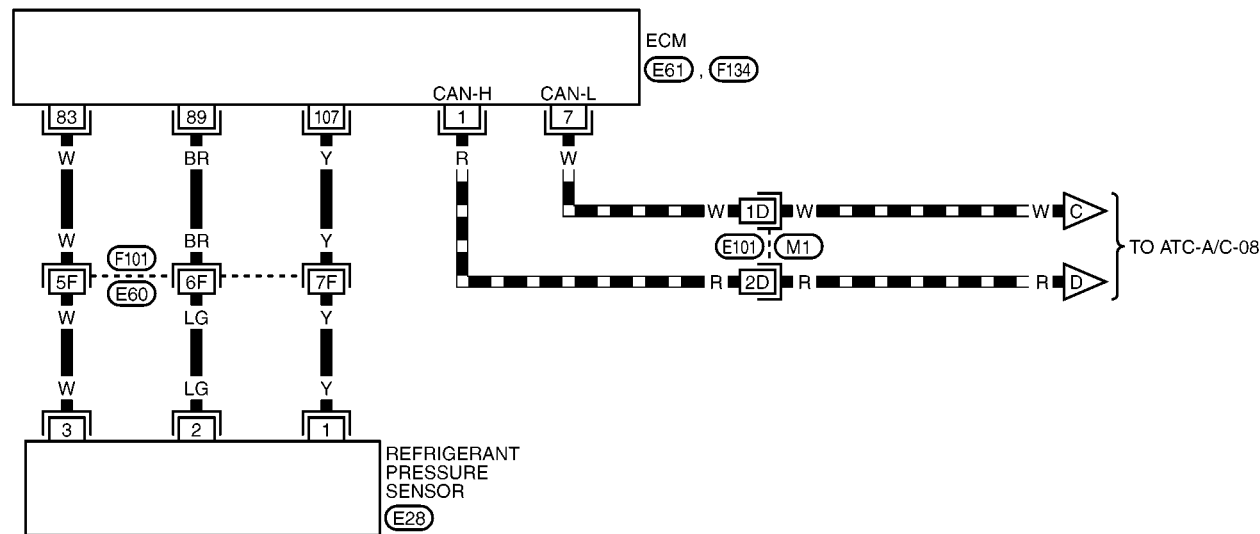 ECM
E61 , F134
CAN-H CAN-L
83 89 107 1 7
W BR Y R W
W 1D W W C
W BR Y F101 E101 M1 TO ATC-A/C-08
5F 6F 7F R 2D R R D
E60
W LG Y
W LG Y
3 2 1
REFRIGERANT
PRESSURE
SENSOR
E28